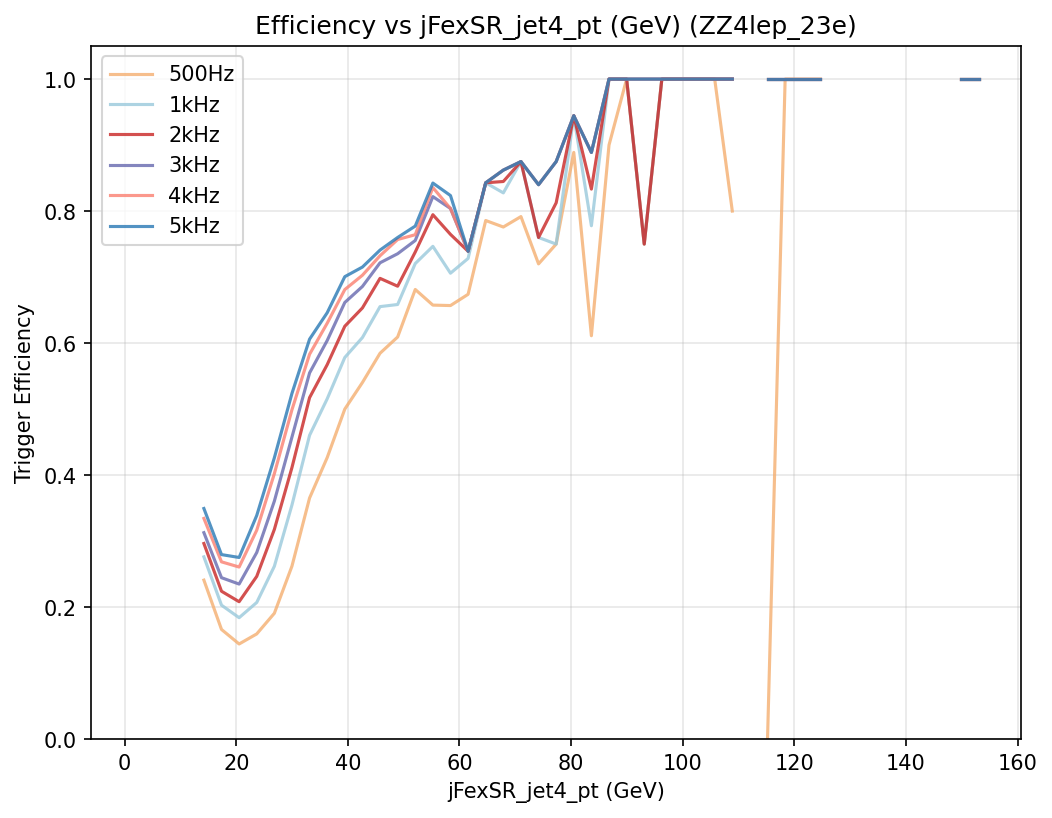 Efficiency vs jFexSR_jet4_pt (GeV) (ZZ4lep_23e)
500Hz
1kHz
2kHz
3kHz
4kHz
5kHz
Trigger Efficiency
1.0
0.8
0.6
0.4
0.2
0.0
0 20 40 60 80 100 120 140 160
jFexSR_jet4_pt (GeV)